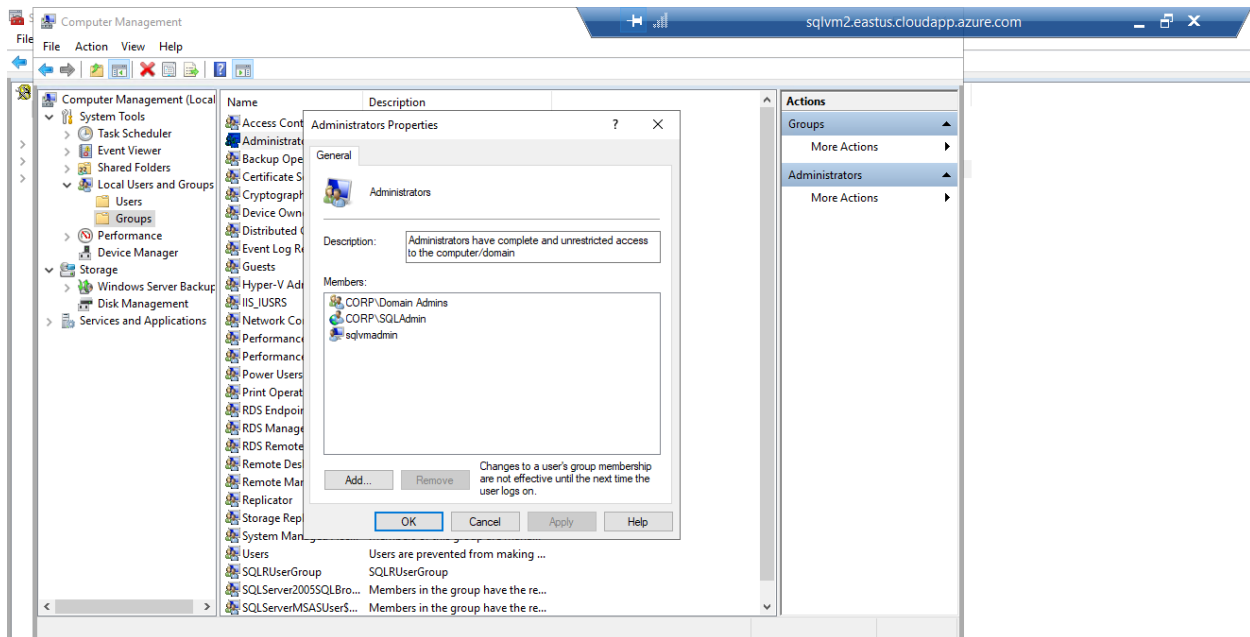 Computer Management
sqlvm2.eastus.cloudapp.azure.com
File
File Action View Help
Computer Management (Local
System Tools
Task Scheduler
Event Viewer
Shared Folders
Local Users and Groups
Users
Groups
Performance
Device Manager
Storage
Windows Server Backup
Disk Management
Services and Applications
Name Description
Access Cont
Administrato
Backup Ope
Certificate S
Cryptograph
Device Own
Distributed C
Event Log Re
Guests
Hyper-V Adr
IIS_IUSRS
Network Co
Performance
Performance
Power Users
Print Operat
RDS Endpoin
RDS Manage
RDS Remote
Remote Des
Remote Man
Replicator
Storage Repl
Users Users are prevented from making ...
SQLRUserGroup SQLRUserGroup
SQLServer2005SQLBro... Members in the group have the re...
SQLServerMSASUser$... Members in the group have the re...
Administrators Properties
General
Administrators
Description:
Administrators have complete and unrestricted access
to the computer/domain
Members:
CORP\Domain Admins
CORP\SQLAdmin
sqlvmadmin
Add...
Remove
Changes to a user's group membership
are not effective until the next time the
user logs on.
OK Cancel Apply Help
Actions
Groups
More Actions
Administrators
More Actions